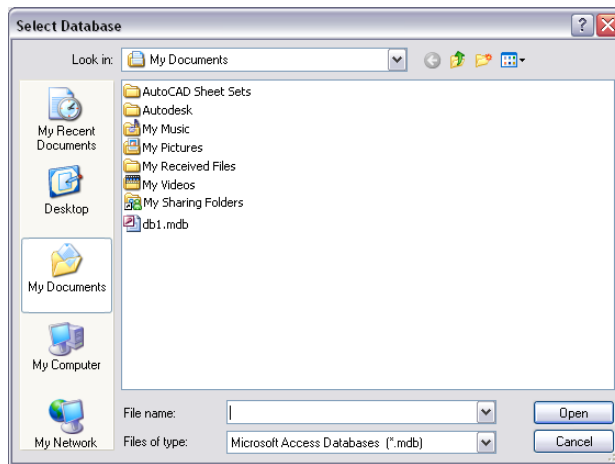 Select Database
Look in:
My Documents
My Recent
Documents
Desktop
My Documents
My Computer
My Network
AutoCAD Sheet Sets
Autodesk
My Music
My Pictures
My Received Files
My Videos
My Sharing Folders
db1.mdb
File name:
Open
Files of type:
Microsoft Access Databases (*.mdb)
Cancel